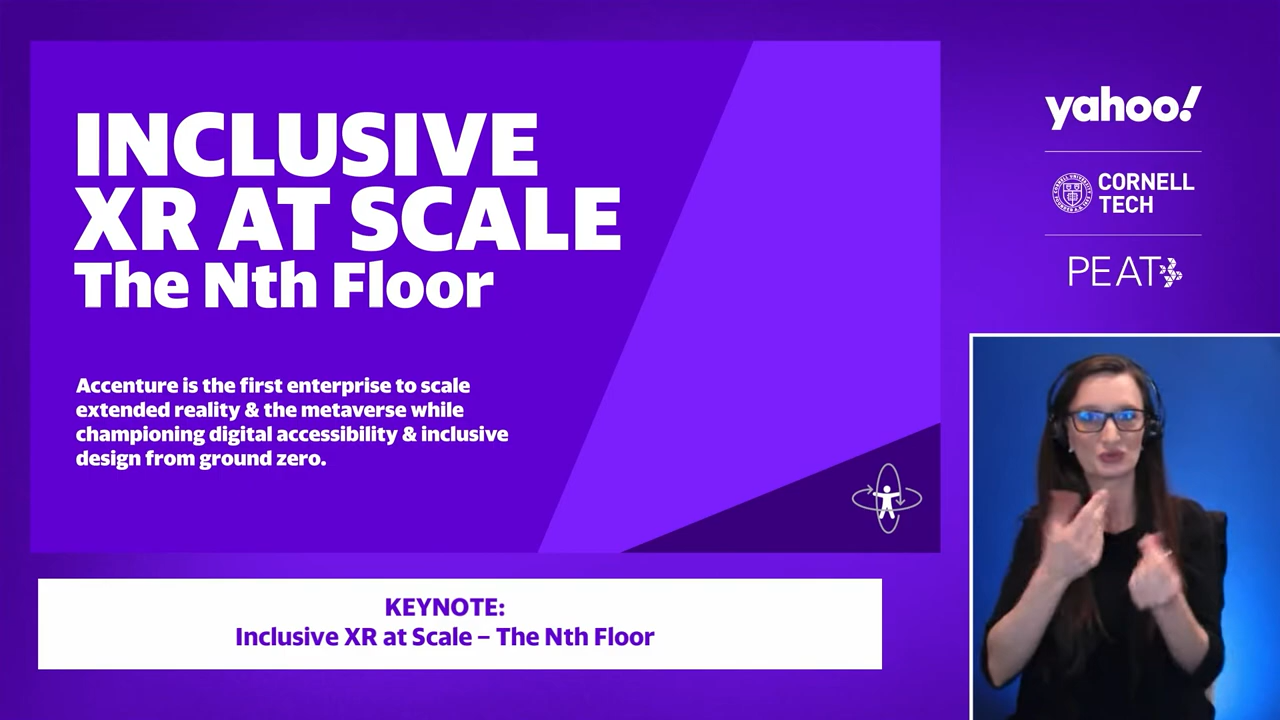 INCLUSIVE
XR AT SCALE
The Nth Floor
Accenture is the first enterprise to scale
extended reality & the metaverse while
championing digital accessibility & inclusive
design from ground zero.
yahoo!
CORNELL
TECH
PEAT
KEYNOTE:
Inclusive XR at Scale – The Nth Floor